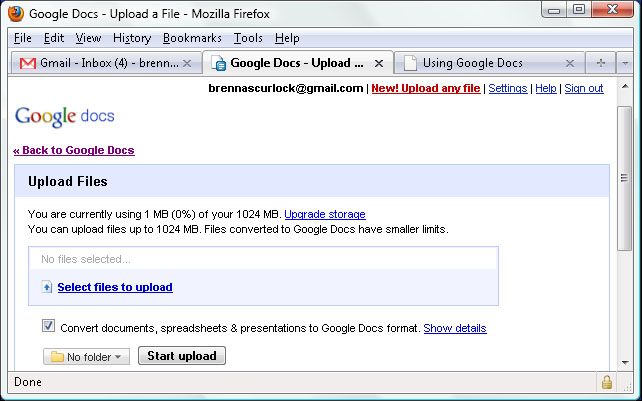 Google Docs - Upload a File - Mozilla Firefox
File Edit View History Bookmarks Tools Help
Gmail - Inbox (4) - brenn... Google Docs - Upload ... Using Google Docs
brennascurlock@gmail.com | New! Upload any file | Settings | Help | Sign out
Google docs
« Back to Google Docs
Upload Files
You are currently using 1 MB (0%) of your 1024 MB. Upgrade storage
You can upload files up to 1024 MB. Files converted to Google Docs have smaller limits.
No files selected...
Select files to upload
Convert documents, spreadsheets & presentations to Google Docs format. Show details
No folder Start upload
Done